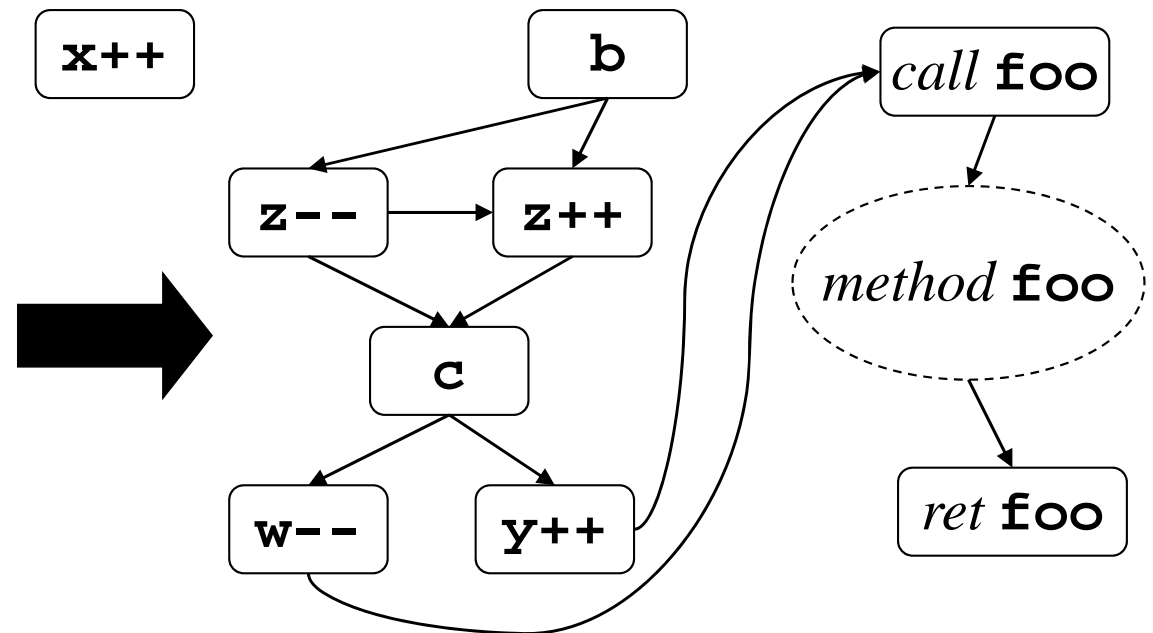 x++
b
call foo
z--
z++
method foo
c
w--
y++
ret foo